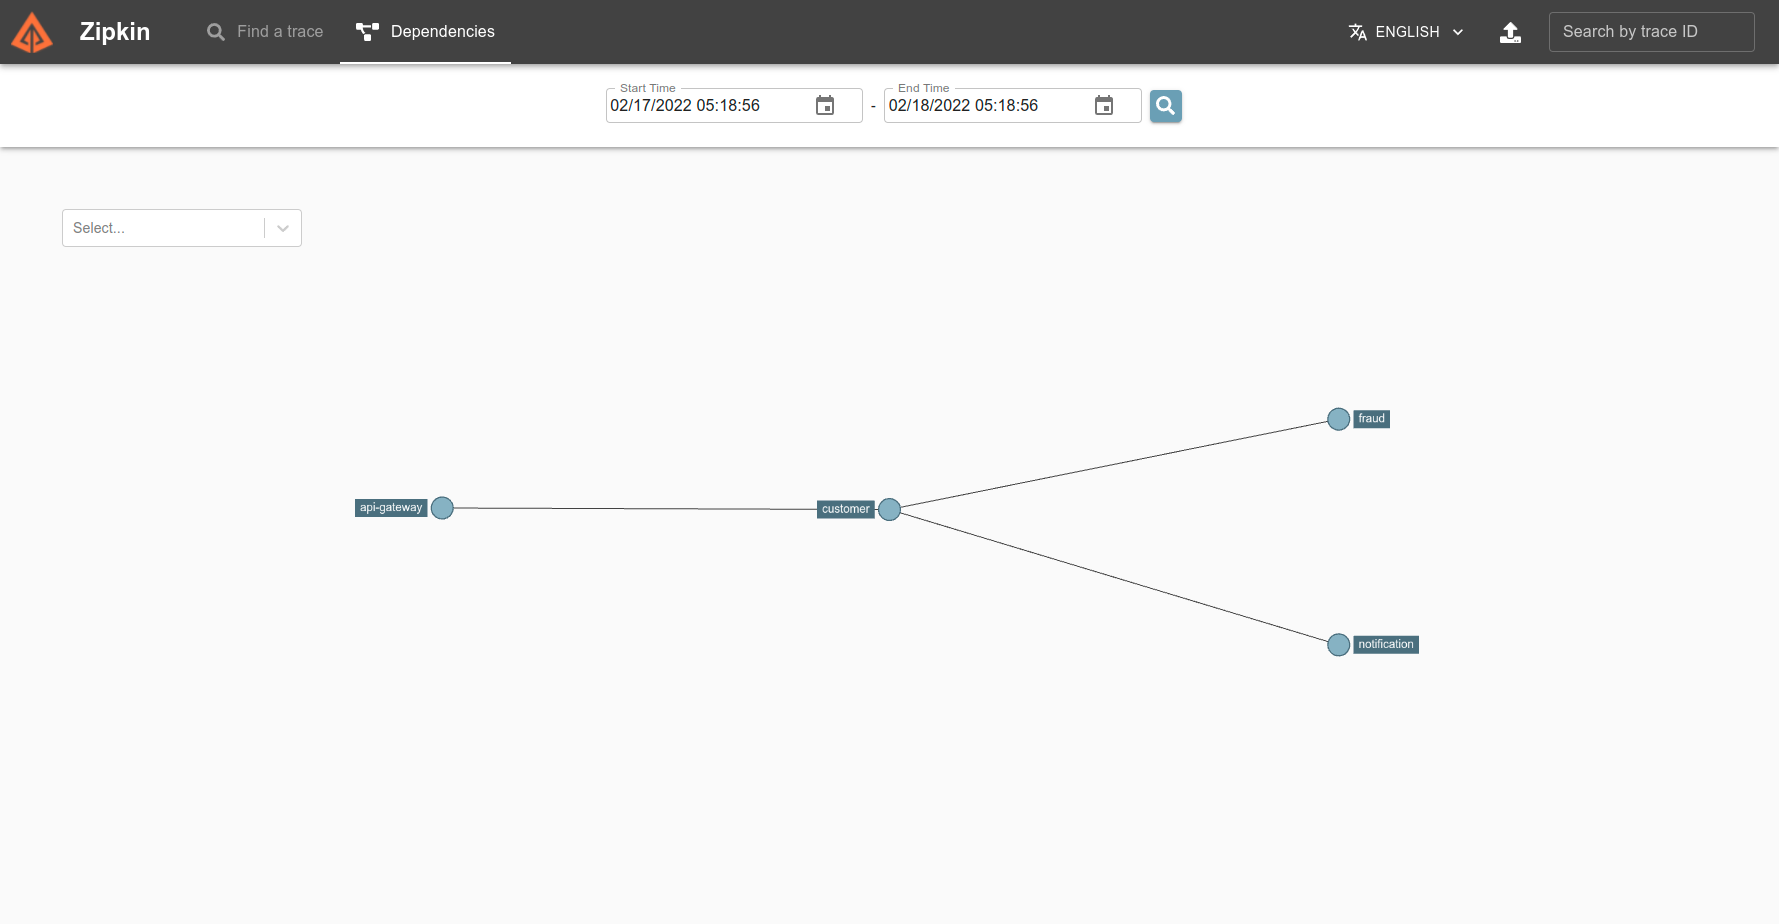 Zipkin
Find a trace
Dependencies
ENGLISH
Search by trace ID
Start Time
02/17/2022 05:18:56
-
End Time
02/18/2022 05:18:56
Select...
fraud
api-gateway
customer
notification